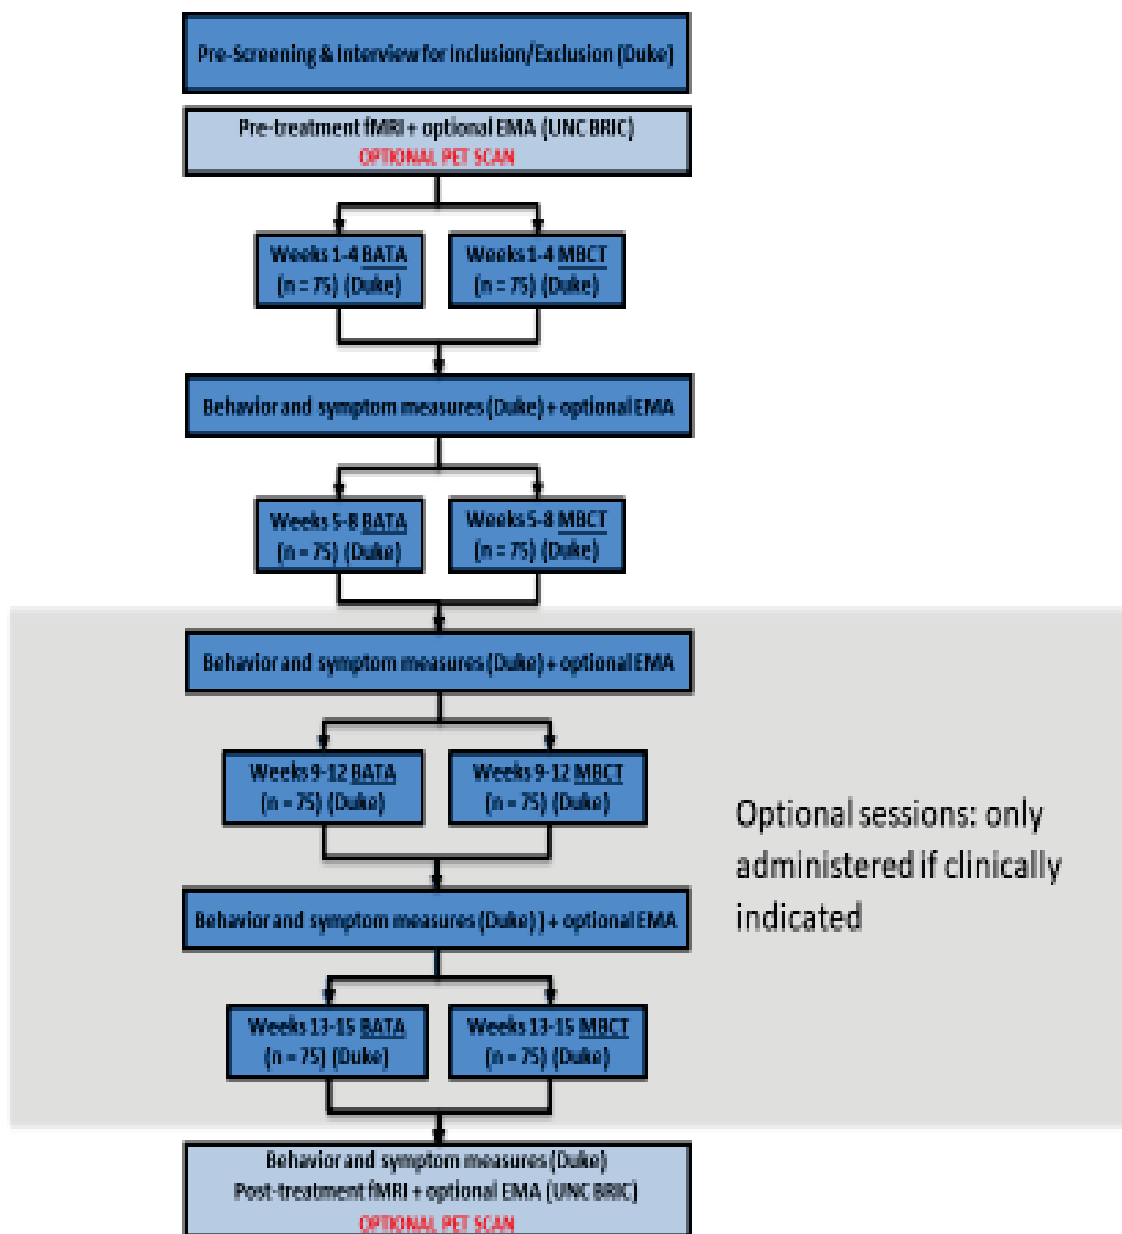 Pre-Screening & Interview for Inclusion/Exclusion (Duke)
Pre-treatment fMRI + optional EMA (UNC BRIC)
OPTIONAL PET SCAN
Weeks 1-4 BATA
(n = 75) (Duke)
Weeks 1-4 MBCT
(n = 75) (Duke)
Behavior and symptom measures (Duke) + optional EMA
Weeks 5-8 BATA
(n = 75) (Duke)
Weeks 5-8 MBCT
(n = 75) (Duke)
Behavior and symptom measures (Duke) + optional EMA
Weeks 9-12 BATA
(n = 75) (Duke)
Weeks 9-12 MBCT
(n = 75) (Duke)
Optional sessions: only
administered if clinically
indicated
Behavior and symptom measures (Duke) ) + optional EMA
Weeks 13-15 BATA
(n = 75) (Duke)
Weeks 13-15 MBCT
(n = 75) (Duke)
Behavior and symptom measures (Duke)
Post-treatment fMRI + optional EMA (UNC BRIC)
OPTIONAL PET SCAN